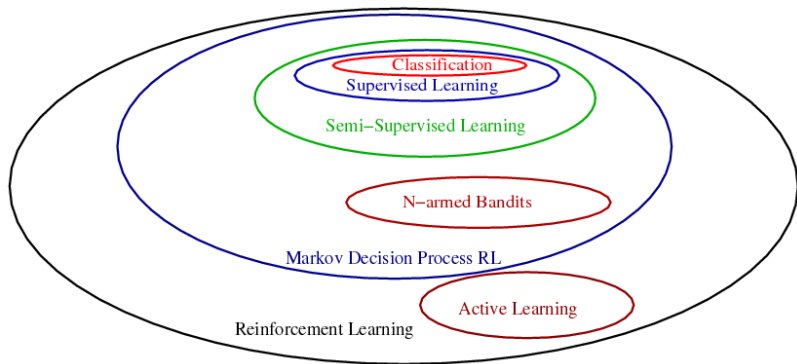 Classification
Supervised Learning
Semi−Supervised Learning
N−armed Bandits
Markov Decision Process RL
Active Learning
Reinforcement Learning